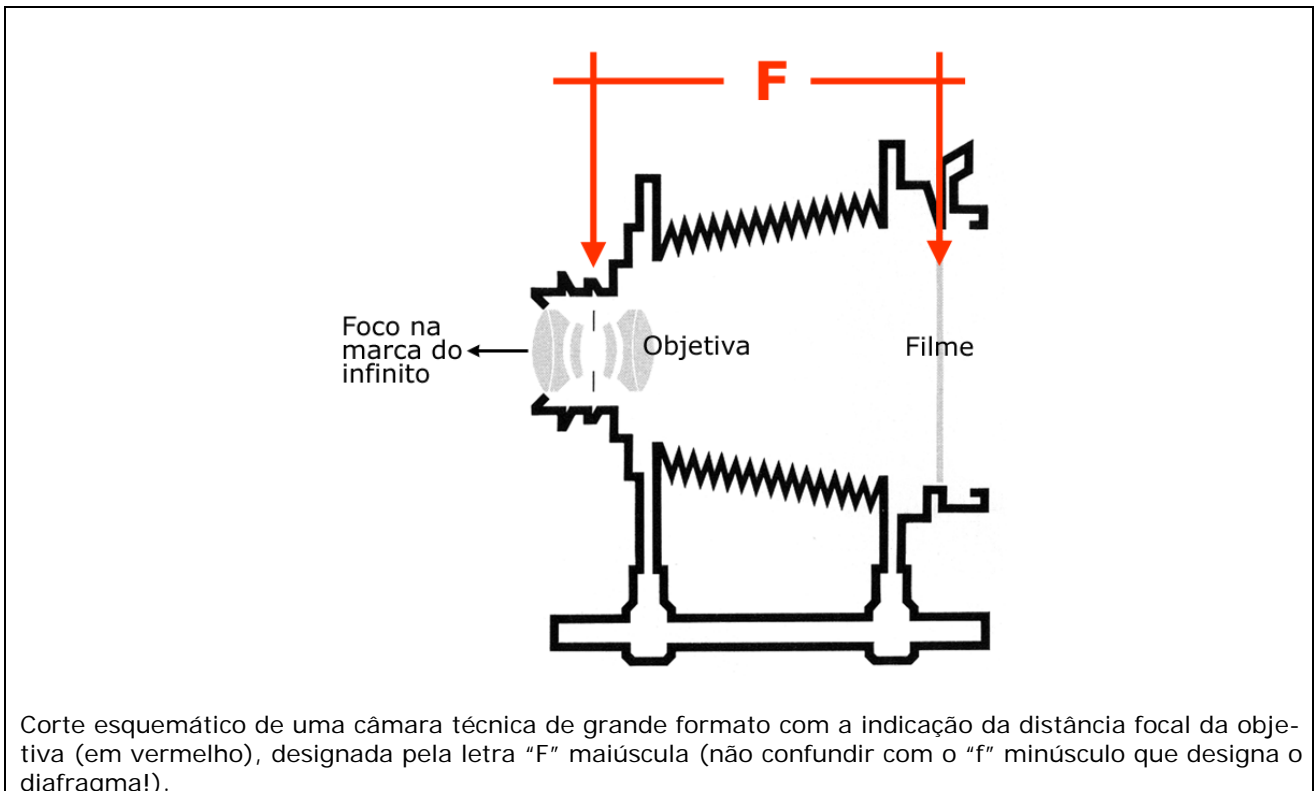 F
Foco na
marca do
infinito
Objetiva
Filme
Corte esquemático de uma câmara técnica de grande formato com a indicação da distância focal da obje-
tiva (em vermelho), designada pela letra “F” maiúscula (não confundir com o “f” minúsculo que designa o
diafragma!).